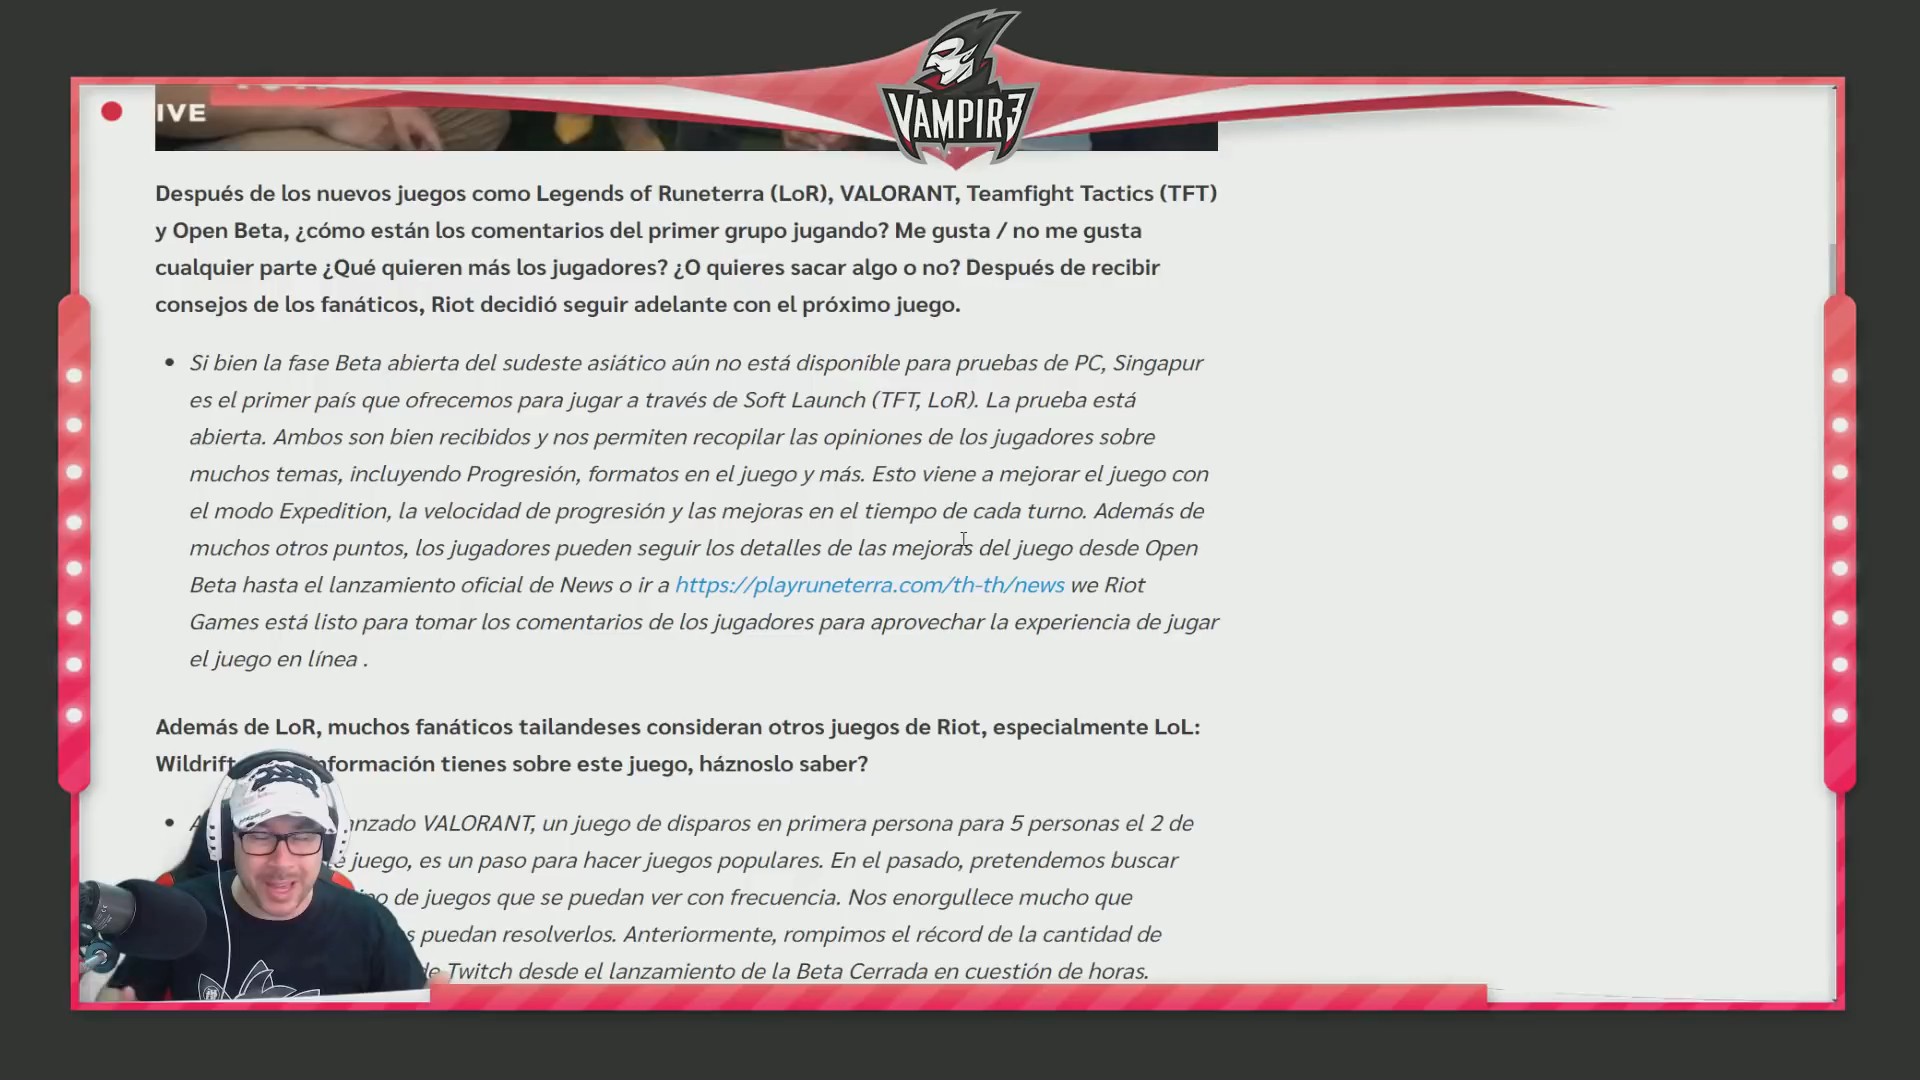 IVE
VAMPIR3
Después de los nuevos juegos como Legends of Runeterra (LoR), VALORANT, Teamfight Tactics (TFT)
y Open Beta, ¿cómo están los comentarios del primer grupo jugando? Me gusta / no me gusta
cualquier parte ¿Qué quieren más los jugadores? ¿O quieres sacar algo o no? Después de recibir
consejos de los fanáticos, Riot decidió seguir adelante con el próximo juego.
• Si bien la fase Beta abierta del sudeste asiático aún no está disponible para pruebas de PC, Singapur
es el primer país que ofrecemos para jugar a través de Soft Launch (TFT, LoR). La prueba está
abierta. Ambos son bien recibidos y nos permiten recopilar las opiniones de los jugadores sobre
muchos temas, incluyendo Progresión, formatos en el juego y más. Esto viene a mejorar el juego con
el modo Expedition, la velocidad de progresión y las mejoras en el tiempo de cada turno. Además de
muchos otros puntos, los jugadores pueden seguir los detalles de las mejoras del juego desde Open
Beta hasta el lanzamiento oficial de News o ir a https://playruneterra.com/th-th/news we Riot
Games está listo para tomar los comentarios de los jugadores para aprovechar la experiencia de jugar
el juego en línea .
Además de LoR, muchos fanáticos tailandeses consideran otros juegos de Riot, especialmente LoL:
Wildrift información tienes sobre este juego, háznoslo saber?
• VALORANT, un juego de disparos en primera persona para 5 personas el 2 de
juego, es un paso para hacer juegos populares. En el pasado, pretendemos buscar
de juegos que se puedan ver con frecuencia. Nos enorgullece mucho que
puedan resolverlos. Anteriormente, rompimos el récord de la cantidad de
de Twitch desde el lanzamiento de la Beta Cerrada en cuestión de horas.